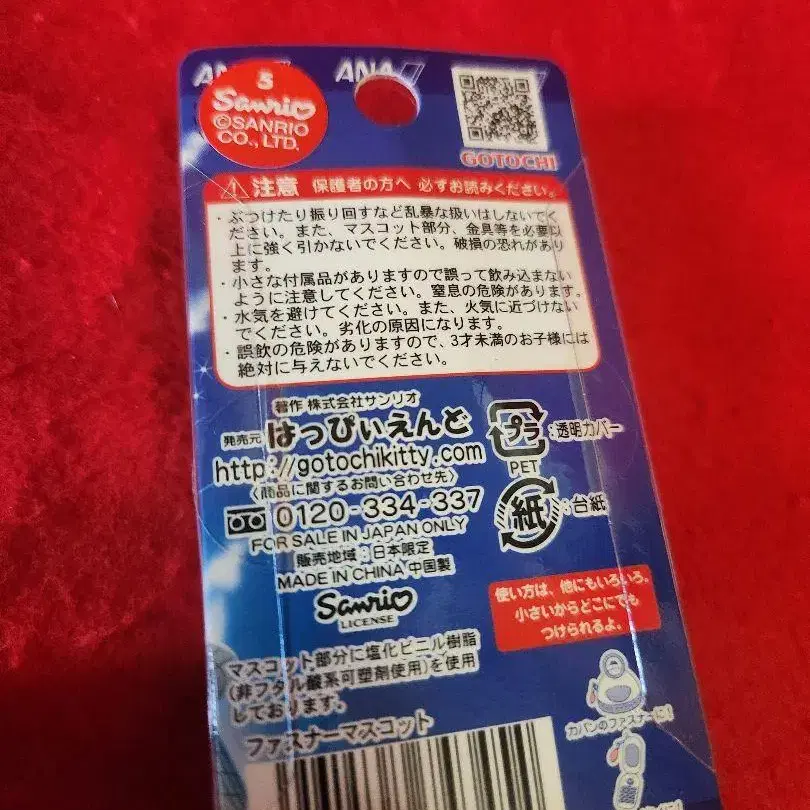 ANA
S
Sanrio
©SANRIO
CO., LTD.
GOTOCHI
注意 保護者の方へ 必ずお読みください。
・ぶつけたり振り回すなど乱暴な扱いはしないでく
ださい。また、マスコット部分、金具等を必要以
上に強く引かないでください。破損の恐れがあり
ます。
・小さな付属品がありますので誤って飲み込まない
ように注意してください。窒息の危険があります。
・水気を避けてください。また、火気に近づけない
でください。劣化の原因になります。
・誤飲の危険がありますので、3才未満のお子様には
絶対に与えないでください。
著作 株式会社サンリオ
発売元 はっぴぃえんど
http://gotochikitty.com
〈商品に関するお問い合わせ先〉
0120-334-337
FOR SALE IN JAPAN ONLY
販売地域:日本限定
MADE IN CHINA 中国製
Sanrio
LICENSE
プラ :透明カバー
PET
紙 :台紙
使い方は、他にもいろいろ。
小さいからどこにでも
つけられるよ。
マスコット部分に塩化ビニル樹脂
(非フタル酸系可塑剤使用)を使用
しております。
ファスナーマスコット
カバンのファスナーに!